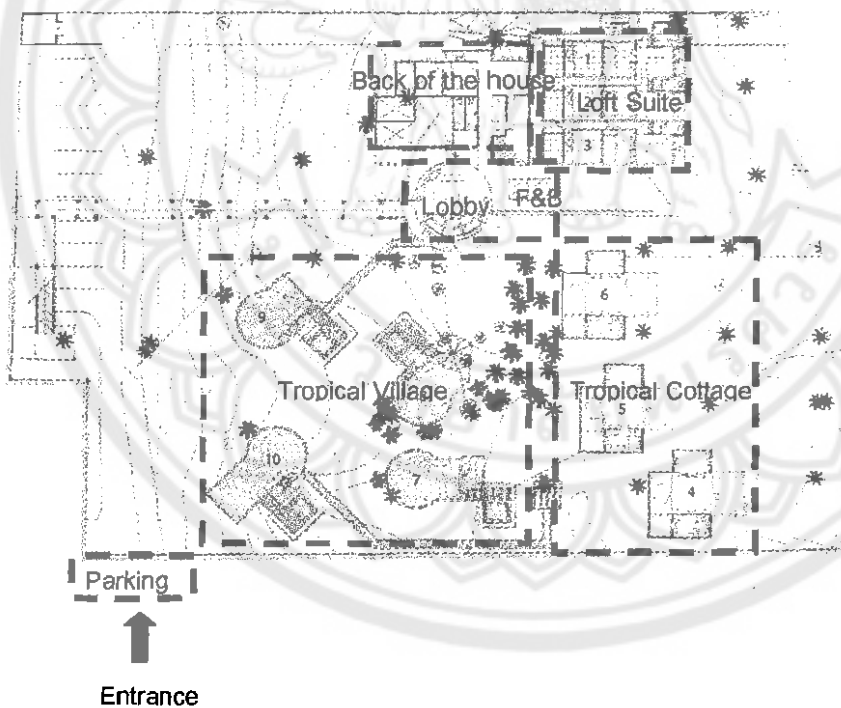 Back of the house
1
Loft Suite
3
Lobby
F&B
6
9
Tropical Village
Tropical Cottage
5
10
7
4
Parking
Entrance